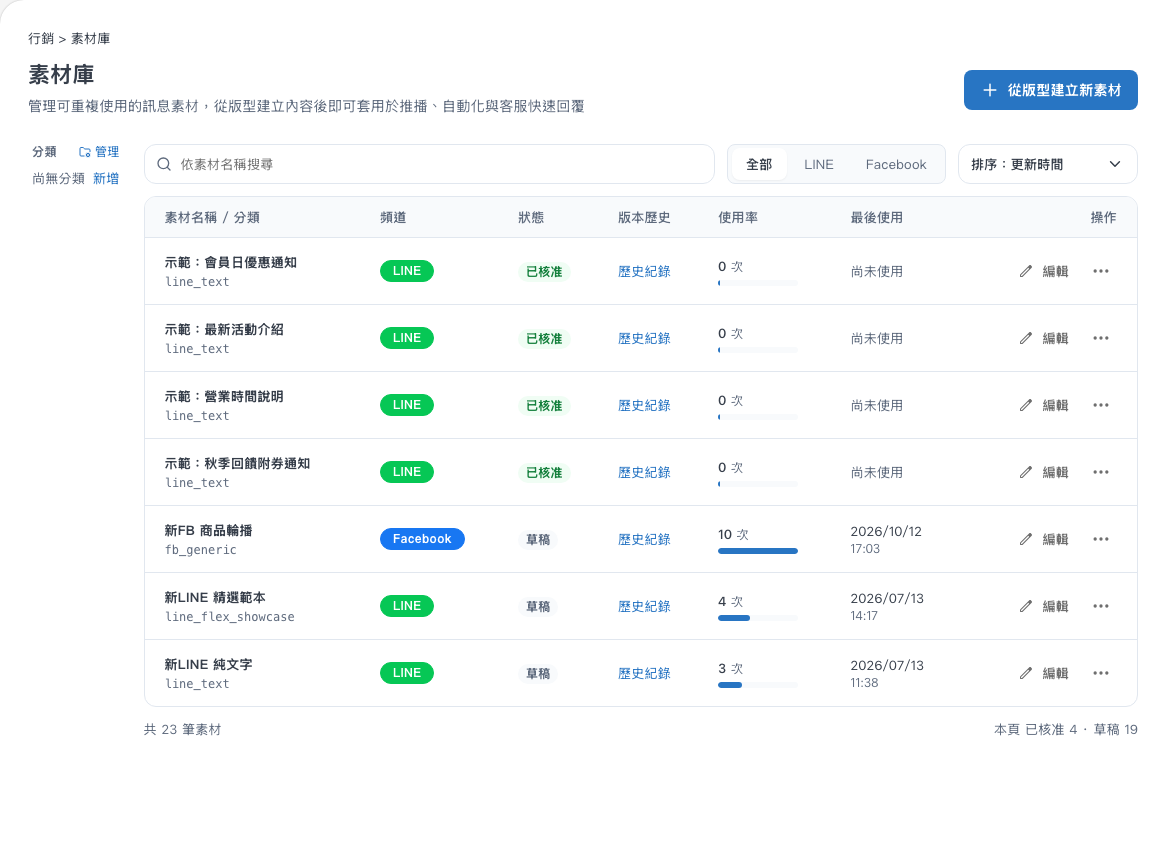 行銷 > 素材庫
素材庫
管理可重複使用的訊息素材，從版型建立內容後即可套用於推播、自動化與客服快速回覆
從版型建立新素材
分類 管理
尚無分類 新增
依素材名稱搜尋
全部 LINE Facebook
排序：更新時間
素材名稱 / 分類 頻道 狀態 版本歷史 使用率 最後使用 操作
示範：會員日優惠通知
line_text
LINE 已核准 歷史紀錄 0 次 尚未使用 編輯
示範：最新活動介紹
line_text
LINE 已核准 歷史紀錄 0 次 尚未使用 編輯
示範：營業時間說明
line_text
LINE 已核准 歷史紀錄 0 次 尚未使用 編輯
示範：秋季回饋附券通知
line_text
LINE 已核准 歷史紀錄 0 次 尚未使用 編輯
新FB 商品輪播
fb_generic
Facebook 草稿 歷史紀錄 10 次 2026/10/12 編輯
17:03
新LINE 精選範本
line_flex_showcase
LINE 草稿 歷史紀錄 4 次 2026/07/13 編輯
14:17
新LINE 純文字
line_text
LINE 草稿 歷史紀錄 3 次 2026/07/13 編輯
11:38
共 23 筆素材
本頁 已核准 4 · 草稿 19